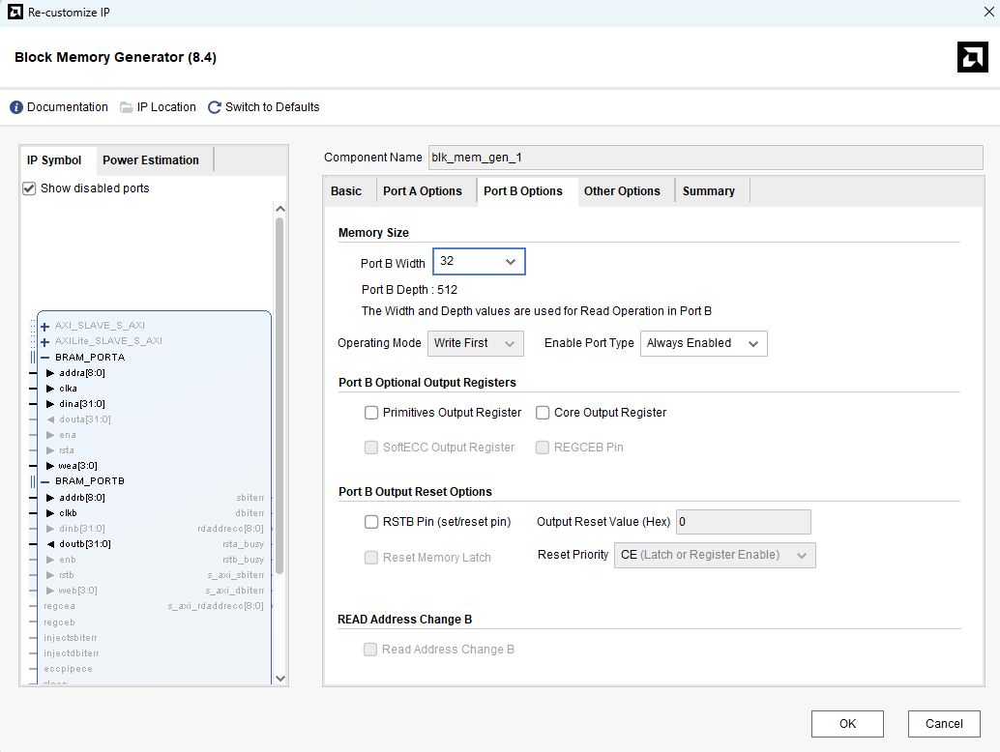 Re-customize IP
Block Memory Generator (8.4)
Documentation IP Location Switch to Defaults
IP Symbol Power Estimation
Show disabled ports
AXI_SLAVE_S_AXI
AXILite_SLAVE_S_AXI
BRAM_PORTA
addra[8:0]
clka
dina[31:0]
douta[31:0]
ena
rsta
wea[3:0]
BRAM_PORTB
addrb[8:0] sbiterr
clkb dbiterr
dinb[31:0] rdaddrecc[8:0]
doutb[31:0] rsta_busy
enb rstb_busy
rstb s_axi_sbiterr
web[3:0] s_axi_dbiterr
regcea s_axi_rdaddrecc[8:0]
regceb
injectsbiterr
injectdbiterr
eccpipece
sleep
Component Name blk_mem_gen_1
Basic Port A Options Port B Options Other Options Summary
Memory Size
Port B Width 32
Port B Depth : 512
The Width and Depth values are used for Read Operation in Port B
Operating Mode Write First Enable Port Type Always Enabled
Port B Optional Output Registers
Primitives Output Register Core Output Register
SoftECC Output Register REGCEB Pin
Port B Output Reset Options
RSTB Pin (set/reset pin) Output Reset Value (Hex) 0
Reset Memory Latch Reset Priority CE (Latch or Register Enable)
READ Address Change B
Read Address Change B
OK Cancel